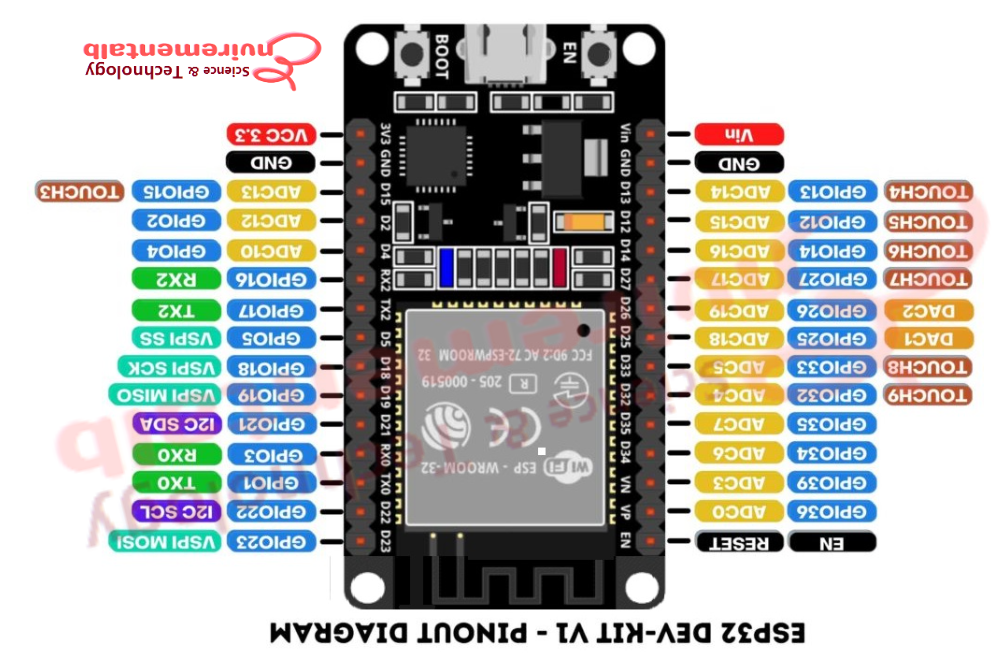 ESP32 DEV-KIT V1 - PINOUT DIAGRAM
EN RESET EN D23 GPIO23 VSPI MOSI
GPIO36 ADC0 VP D22 GPIO22 I2C SCL
GPIO39 ADC3 VN TX0 GPIO1 TX0
GPIO34 ADC6 D34 RX0 GPIO3 RX0
GPIO35 ADC7 D35 D21 GPIO21 I2C SDA
TOUCH9 GPIO32 ADC4 D32 D19 GPIO19 VSPI MISO
TOUCH8 GPIO33 ADC5 D33 D18 GPIO18 VSPI SCK
DAC1 GPIO25 ADC18 D25 D5 GPIO5 VSPI SS
DAC2 GPIO26 ADC19 D26 TX2 GPIO17 TX2
TOUCH7 GPIO27 ADC17 D27 RX2 GPIO16 RX2
TOUCH6 GPIO14 ADC16 D14 D4 ADC10 GPIO4
TOUCH5 GPIO12 ADC15 D12 D2 ADC12 GPIO2
TOUCH4 GPIO13 ADC14 D13 D15 ADC13 GPIO15 TOUCH3
GND GND GND GND
Vin Vin 3V3 VCC 3.3
Wi Fi ESP - WROOM-32
CE
R 205 - 000519
FCC 9D:2 AC 72-ESPWROOM 32
EN BOOT
Science & Technology
Envirementalb